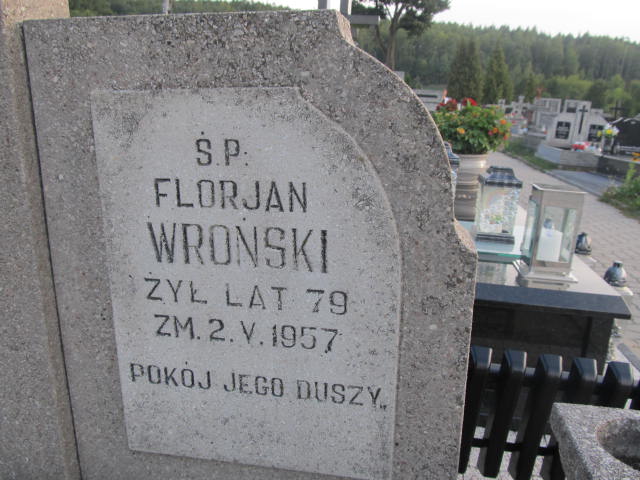 Ś.P.
FLORJAN
WROŃSKI
ŻYŁ LAT 79
ZM. 2.V.1957
POKÓJ JEGO DUSZY.